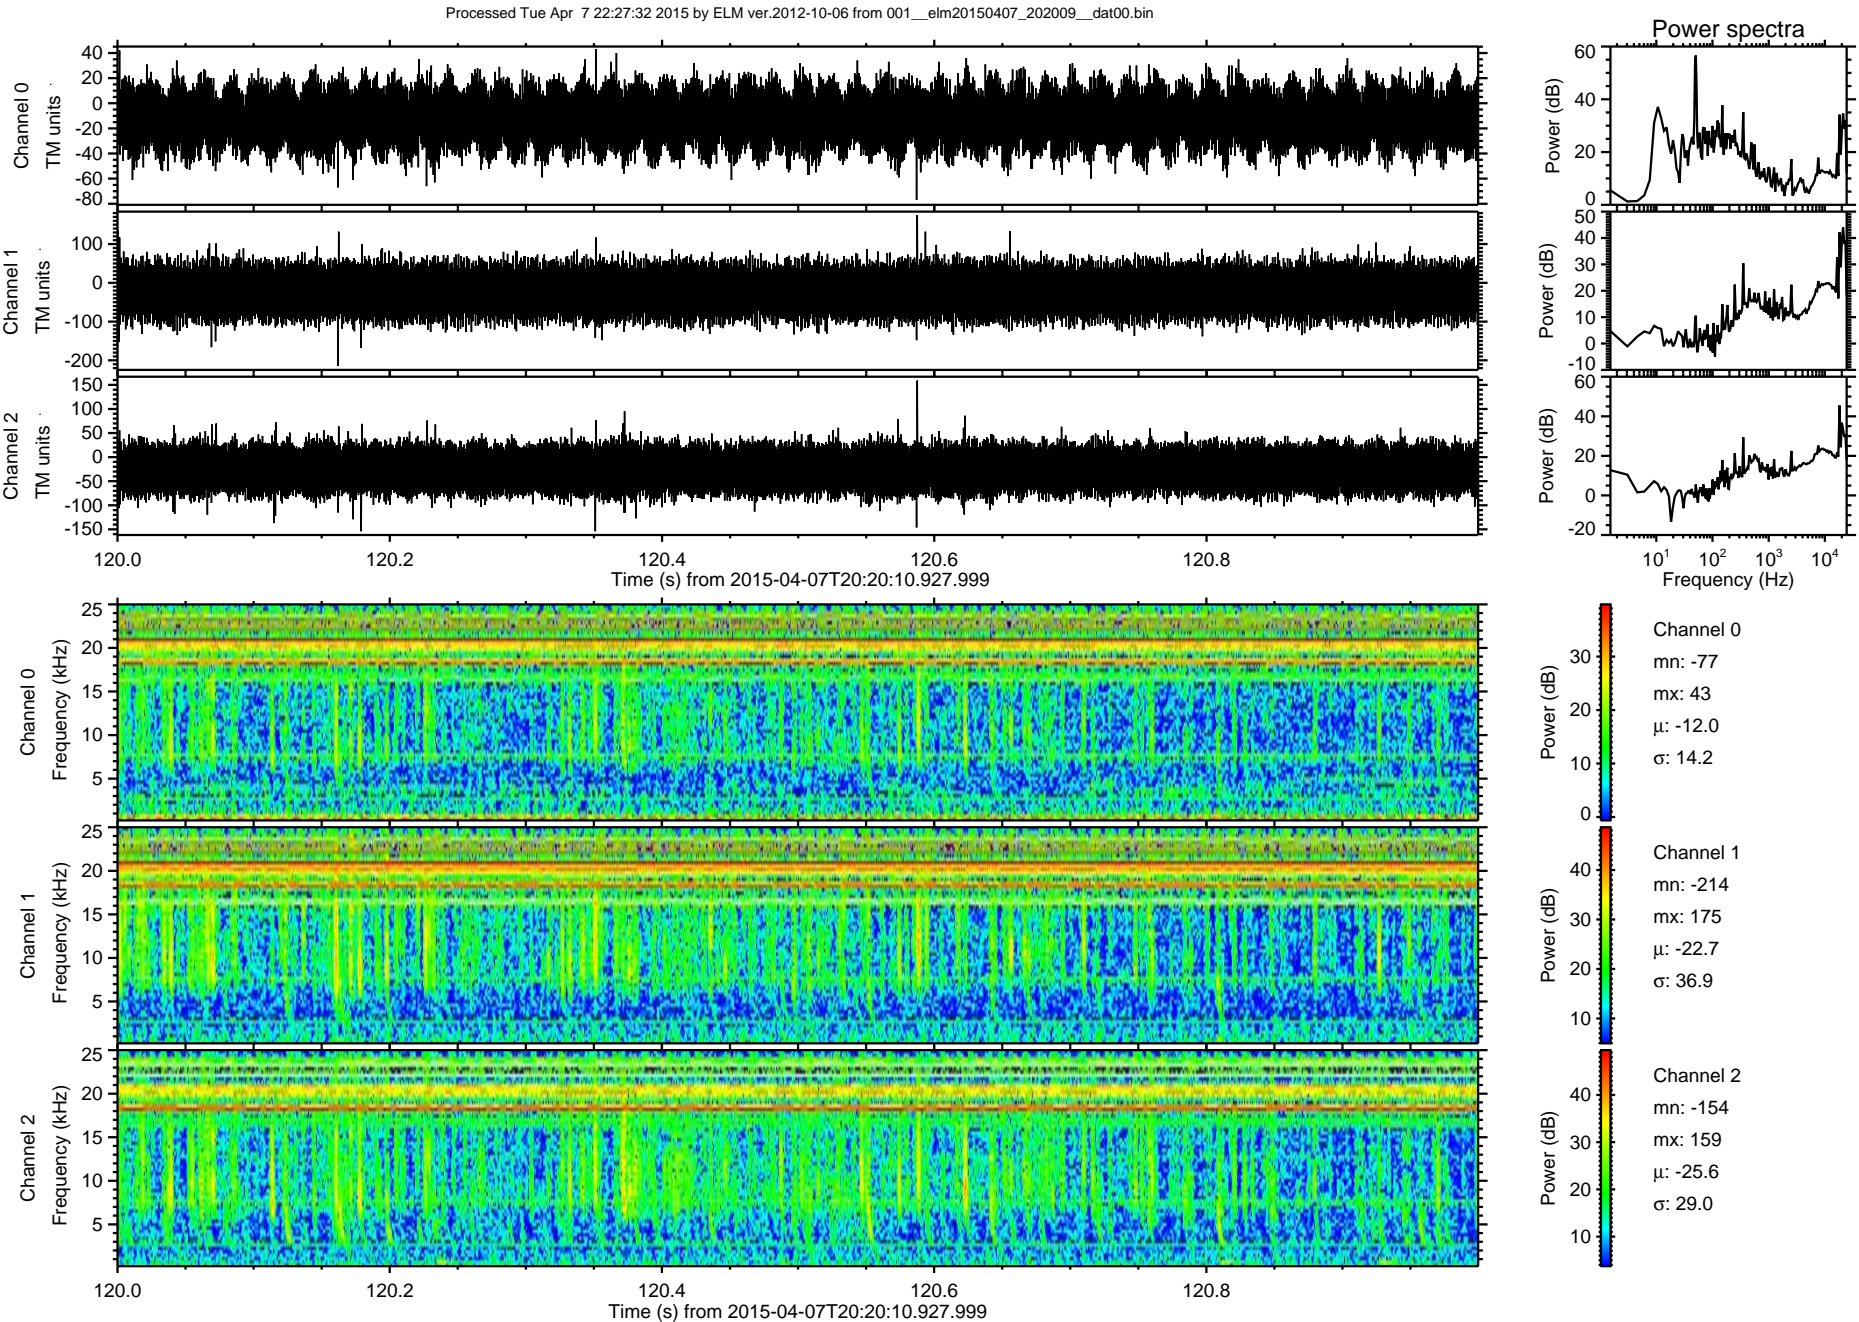 Processed Tue Apr  7 22:27:32 2015 by ELM ver.2012-10-06 from 001__elm20150407_202009__dat00.bin
Power spectra
Channel 0
TM units
40
20
0
-20
-40
-60
-80
Power (dB)
60
40
20
0
Channel 1
TM units
100
0
-100
-200
Power (dB)
50
40
30
20
10
0
-10
Channel 2
TM units
150
100
50
0
-50
-100
-150
Power (dB)
60
40
20
0
-20
120.0 120.2 120.4 120.6 120.8
Time (s) from 2015-04-07T20:20:10.927.999
10^1 10^2 10^3 10^4
Frequency (Hz)
Channel 0
Frequency (kHz)
25
20
15
10
5
Power (dB)
30
20
10
0
Channel 0
mn: -77
mx: 43
μ: -12.0
σ: 14.2
Channel 1
Frequency (kHz)
25
20
15
10
5
Power (dB)
40
30
20
10
Channel 1
mn: -214
mx: 175
μ: -22.7
σ: 36.9
Channel 2
Frequency (kHz)
25
20
15
10
5
Power (dB)
40
30
20
10
Channel 2
mn: -154
mx: 159
μ: -25.6
σ: 29.0
120.0 120.2 120.4 120.6 120.8
Time (s) from 2015-04-07T20:20:10.927.999